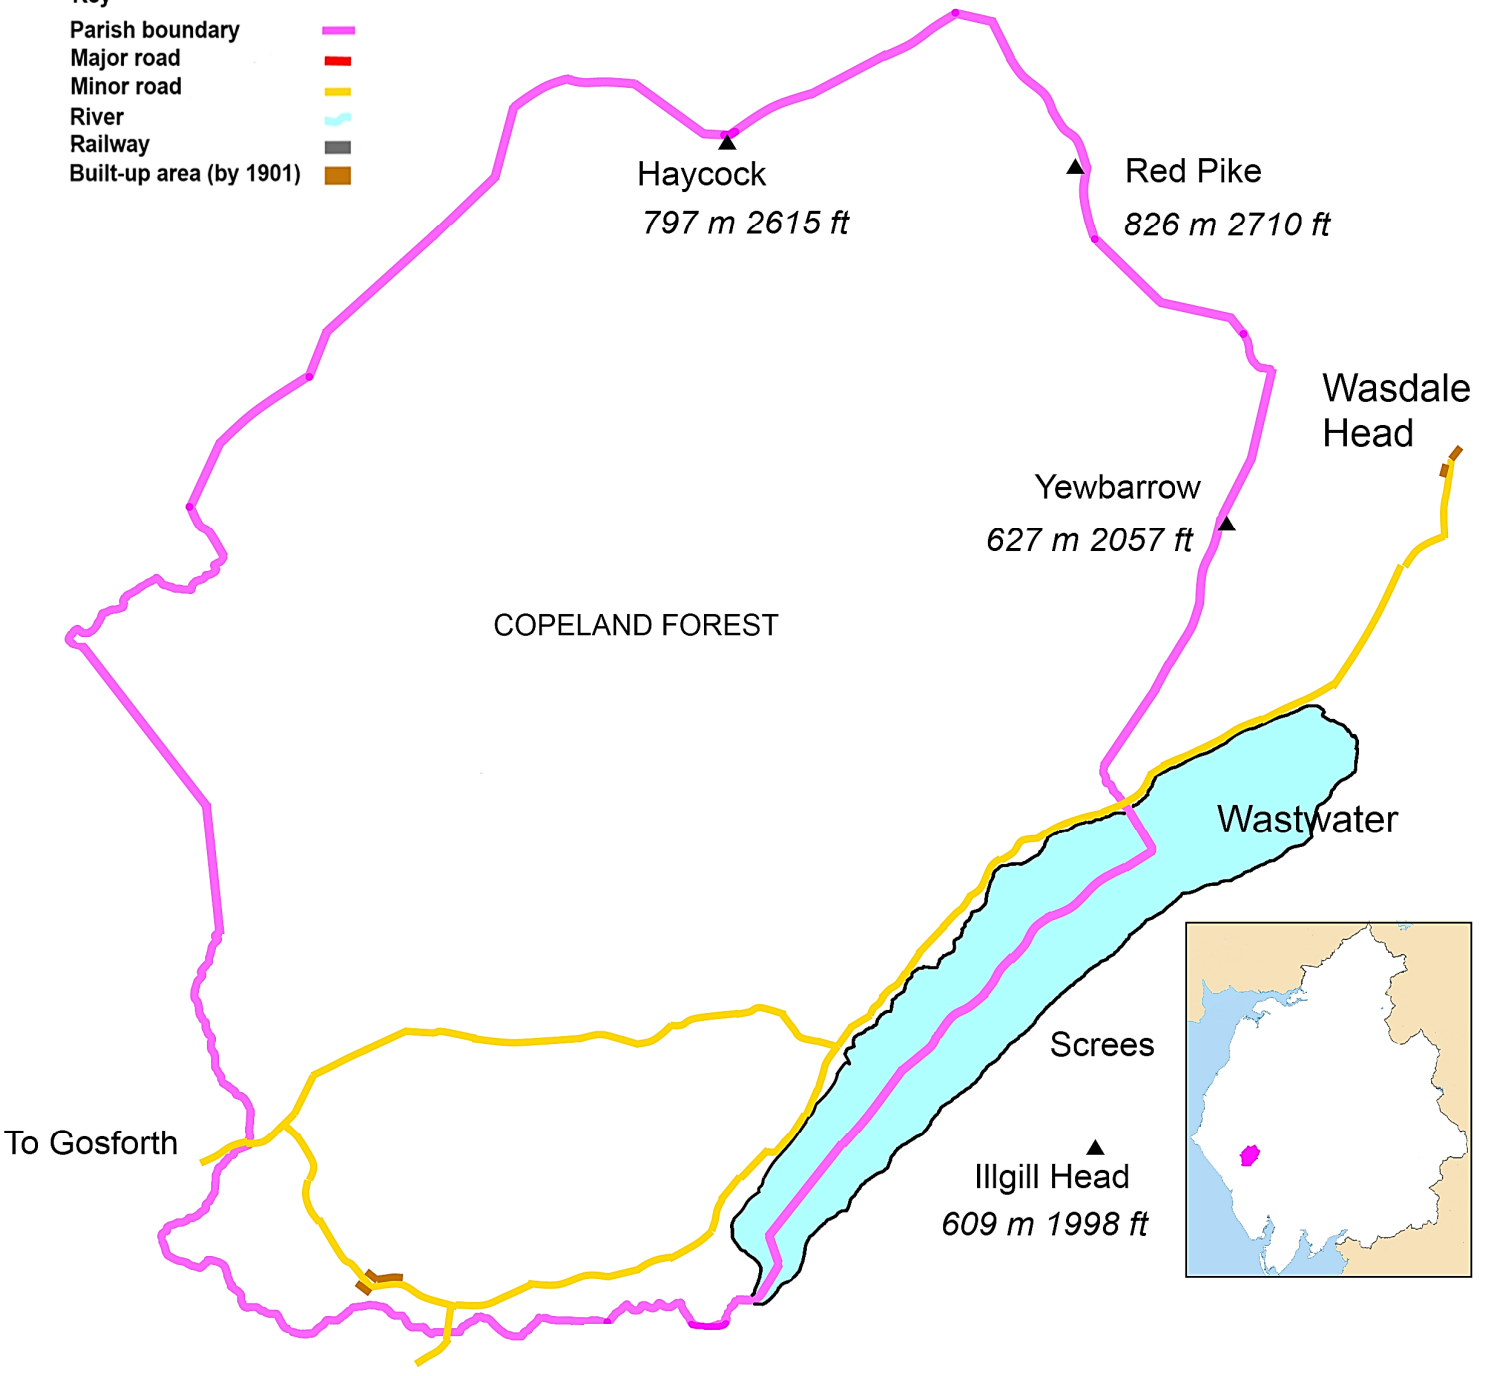 Key
Parish boundary
Major road
Minor road
River
Railway
Built-up area (by 1901)
Haycock
797 m 2615 ft
Red Pike
826 m 2710 ft
Wasdale
Head
Yewbarrow
627 m 2057 ft
COPELAND FOREST
Wastwater
Screes
To Gosforth
Illgill Head
609 m 1998 ft